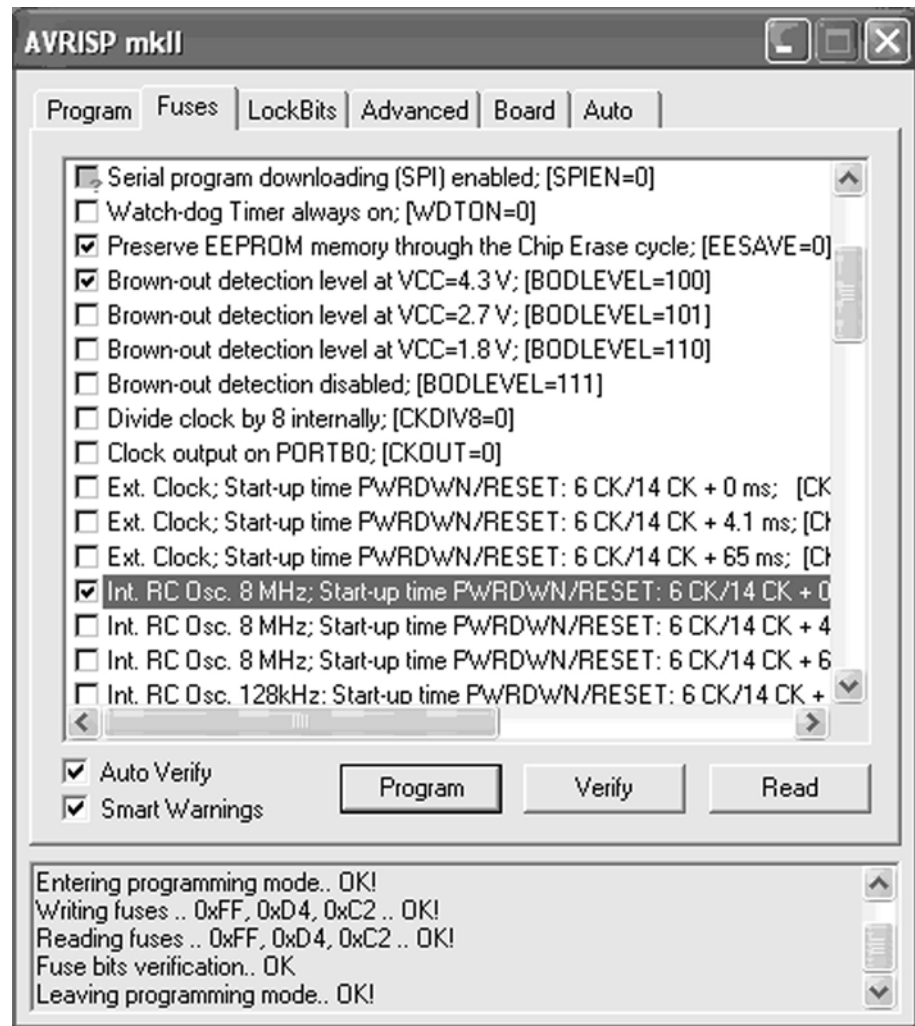 AVRISP mkII
Program Fuses LockBits Advanced Board Auto
Serial program downloading (SPI) enabled; [SPIEN=0]
Watch-dog Timer always on; [WDTON=0]
Preserve EEPROM memory through the Chip Erase cycle; [EESAVE=0]
Brown-out detection level at VCC=4.3 V; [BODLEVEL=100]
Brown-out detection level at VCC=2.7 V; [BODLEVEL=101]
Brown-out detection level at VCC=1.8 V; [BODLEVEL=110]
Brown-out detection disabled; [BODLEVEL=111]
Divide clock by 8 internally; [CKDIV8=0]
Clock output on PORTB0; [CKOUT=0]
Ext. Clock; Start-up time PWRDWN/RESET: 6 CK/14 CK + 0 ms; [CK
Ext. Clock; Start-up time PWRDWN/RESET: 6 CK/14 CK + 4.1 ms; [CK
Ext. Clock; Start-up time PWRDWN/RESET: 6 CK/14 CK + 65 ms; [CK
Int. RC Osc. 8 MHz; Start-up time PWRDWN/RESET: 6 CK/14 CK + 0
Int. RC Osc. 8 MHz; Start-up time PWRDWN/RESET: 6 CK/14 CK + 4
Int. RC Osc. 8 MHz; Start-up time PWRDWN/RESET: 6 CK/14 CK + 6
Int. RC Osc. 128kHz; Start-up time PWRDWN/RESET: 6 CK/14 CK +
Auto Verify
Smart Warnings
Program Verify Read
Entering programming mode.. OK!
Writing fuses .. 0xFF, 0xD4, 0xC2 .. OK!
Reading fuses .. 0xFF, 0xD4, 0xC2 .. OK!
Fuse bits verification.. OK
Leaving programming mode.. OK!